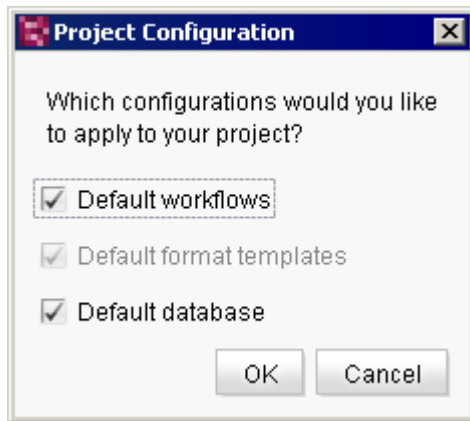 Project Configuration
Which configurations would you like
to apply to your project?
Default workflows
Default format templates
Default database
OK Cancel